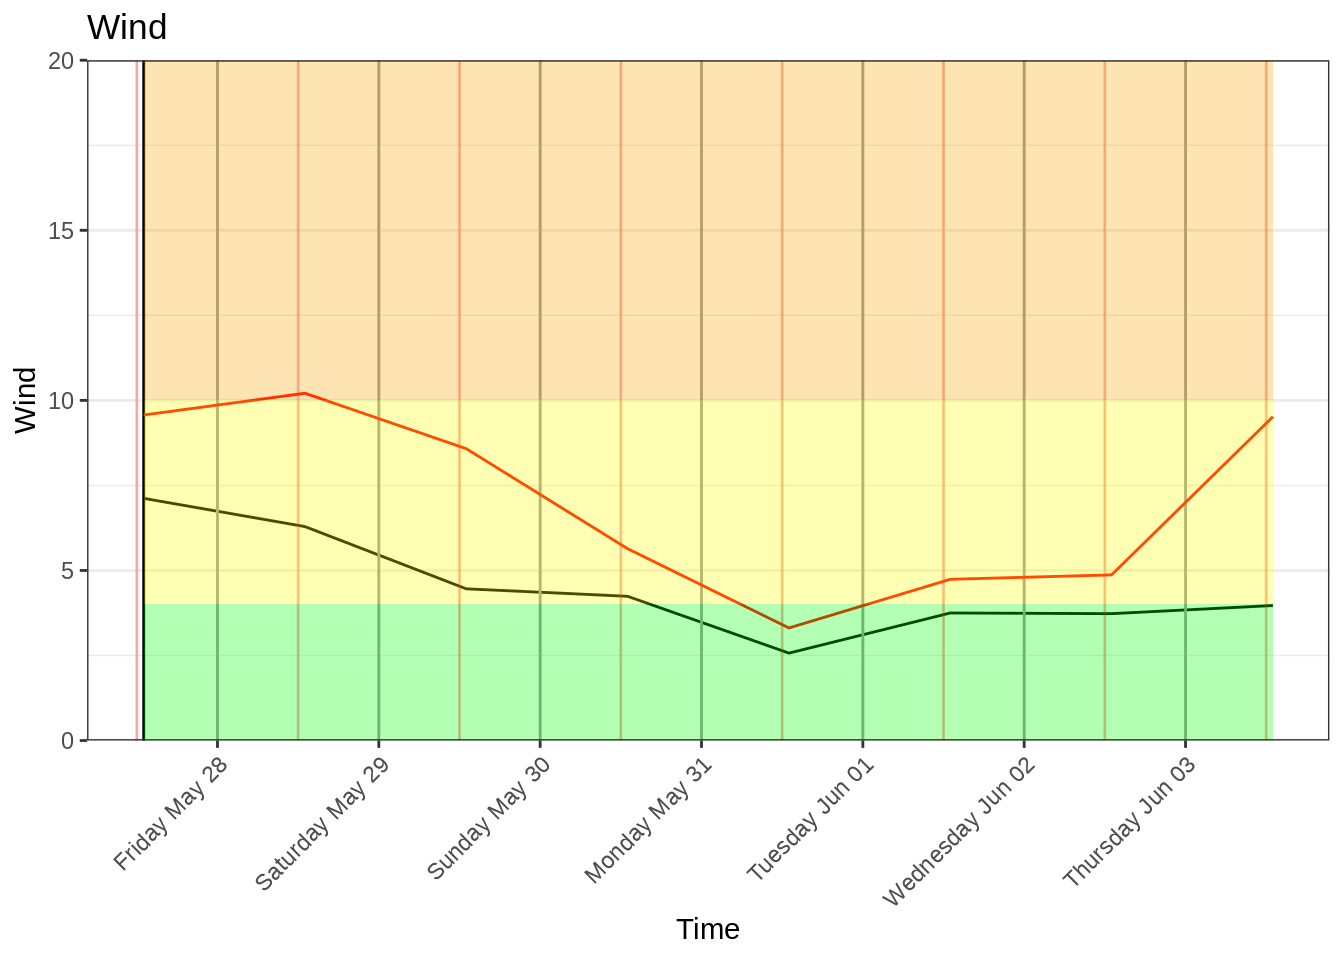 Wind
20
15
10
5
0
Wind
Friday May 28
Saturday May 29
Sunday May 30
Monday May 31
Tuesday Jun 01
Wednesday Jun 02
Thursday Jun 03
Time